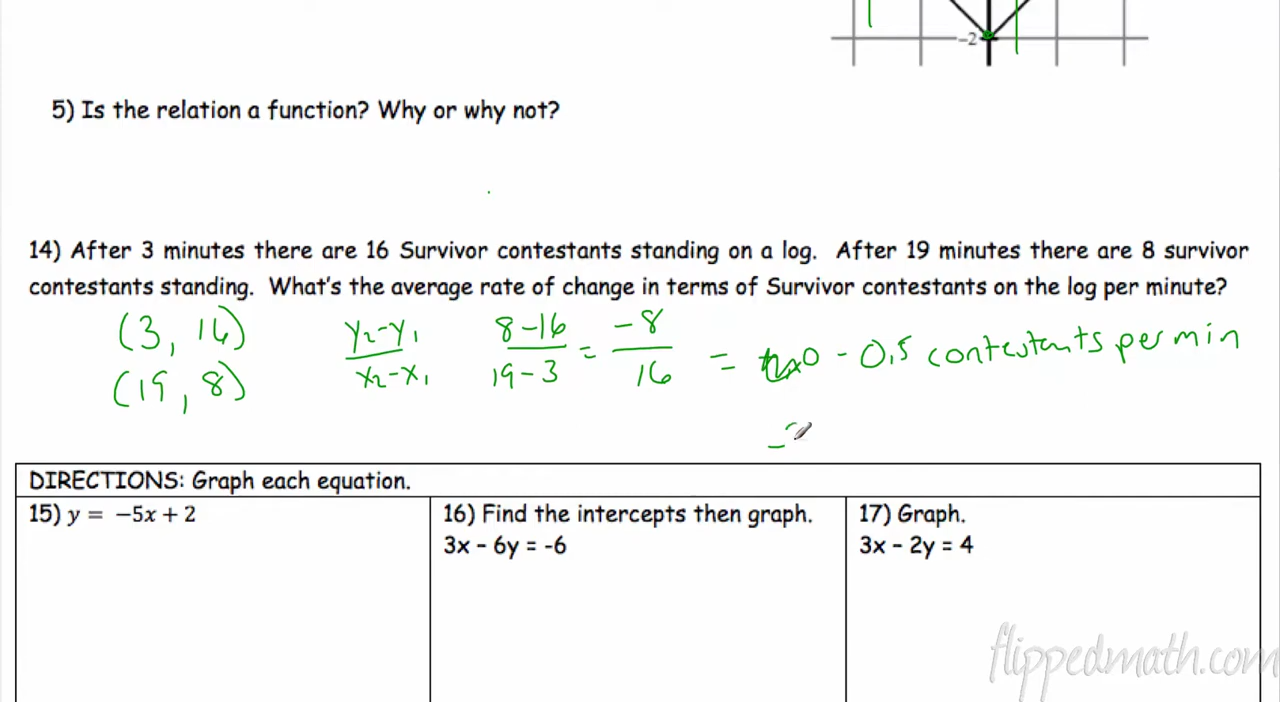 -2
5) Is the relation a function? Why or why not?
14) After 3 minutes there are 16 Survivor contestants standing on a log. After 19 minutes there are 8 survivor
contestants standing. What's the average rate of change in terms of Survivor contestants on the log per minute?
(3, 16) y₂-y₁ / x₂-x₁ 8-16 / 19-3 = -8 / 16 = -0.5 contestants per min
(19, 8)
DIRECTIONS: Graph each equation.
15) y = -5x + 2
16) Find the intercepts then graph.
3x - 6y = -6
17) Graph.
3x - 2y = 4
flippedmath.com